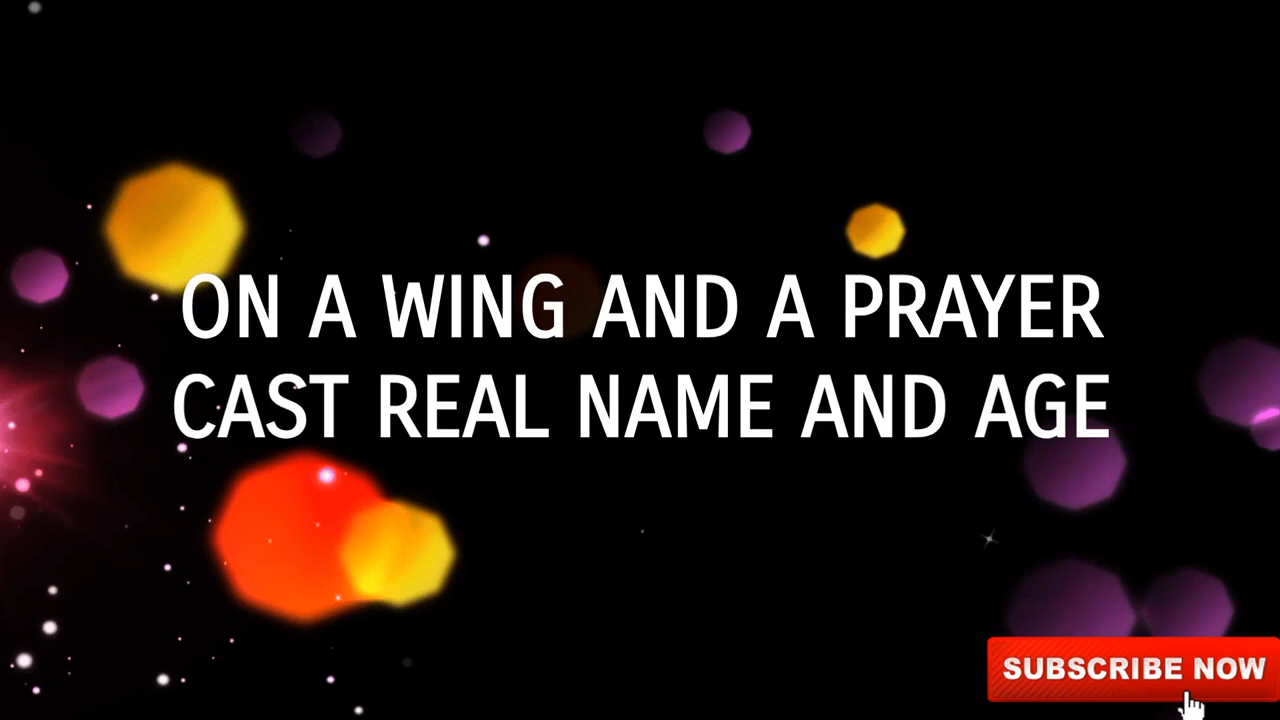 ON A WING AND A PRAYER
CAST REAL NAME AND AGE
SUBSCRIBE NOW